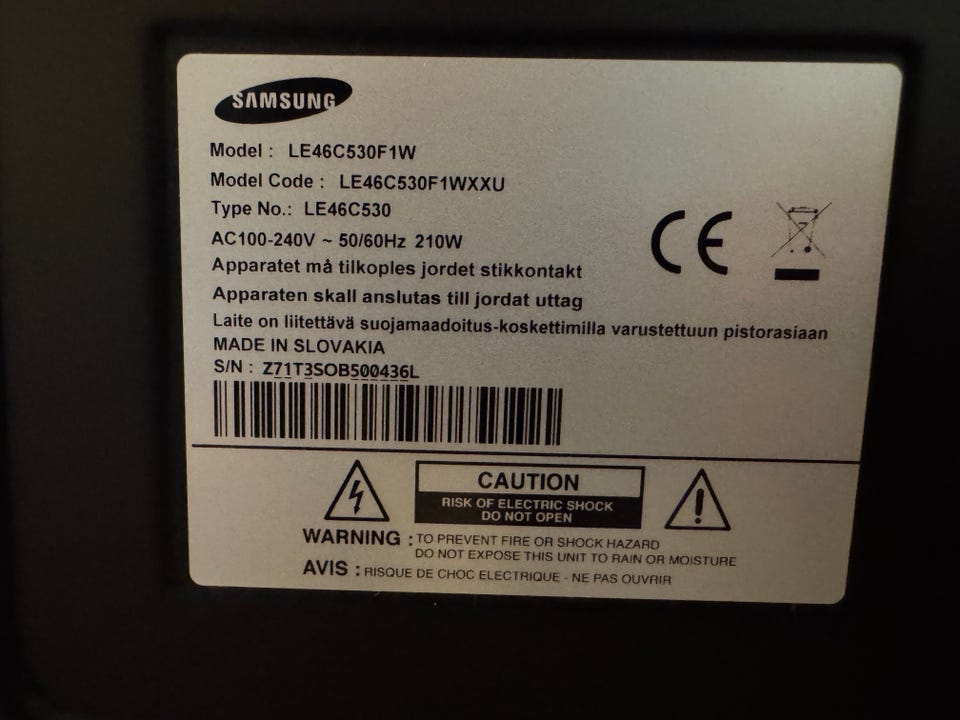 SAMSUNG
Model : LE46C530F1W
Model Code : LE46C530F1WXXU
Type No.: LE46C530
AC100-240V ~ 50/60Hz 210W
Apparatet må tilkoples jordet stikkontakt
Apparaten skall anslutas till jordat uttag
Laite on liitettävä suojamaadoitus-koskettimilla varustettuun pistorasiaan
MADE IN SLOVAKIA
S/N : Z71T3SOB500436L
CE
CAUTION
RISK OF ELECTRIC SHOCK
DO NOT OPEN
WARNING : TO PREVENT FIRE OR SHOCK HAZARD
DO NOT EXPOSE THIS UNIT TO RAIN OR MOISTURE
AVIS : RISQUE DE CHOC ELECTRIQUE - NE PAS OUVRIR